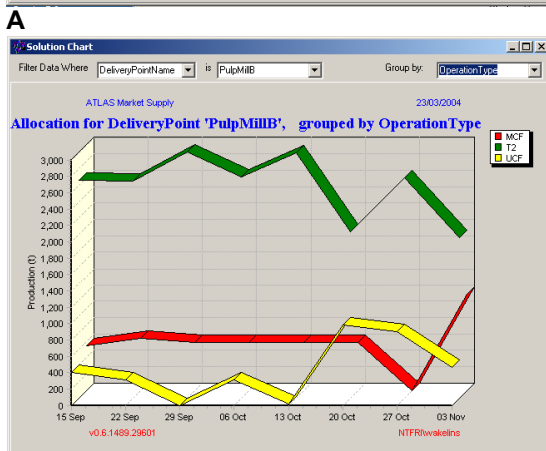 A
Solution Chart
Filter Data Where DeliveryPointName is PulpMillB Group by: OperationType
ATLAS Market Supply 23/03/2004
Allocation for DeliveryPoint 'PulpMillB', grouped by OperationType
MCF
T2
UCF
3,000
2,800
2,600
2,400
2,200
2,000
1,800
1,600
1,400
1,200
1,000
800
600
400
200
0
Production (t)
15 Sep 22 Sep 29 Sep 06 Oct 13 Oct 20 Oct 27 Oct 03 Nov
v0.6.1489.29601 NTFRI\wakelins